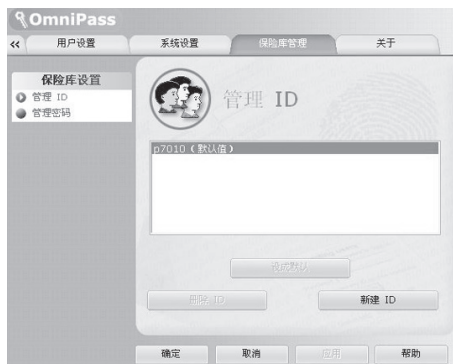 OmniPass
<< 用户设置 系统设置 保险库管理 关于
保险库设置
管理 ID
管理密码
管理 ID
p7010（默认值）
设成默认
删除 ID 新建 ID
确定 取消 应用 帮助